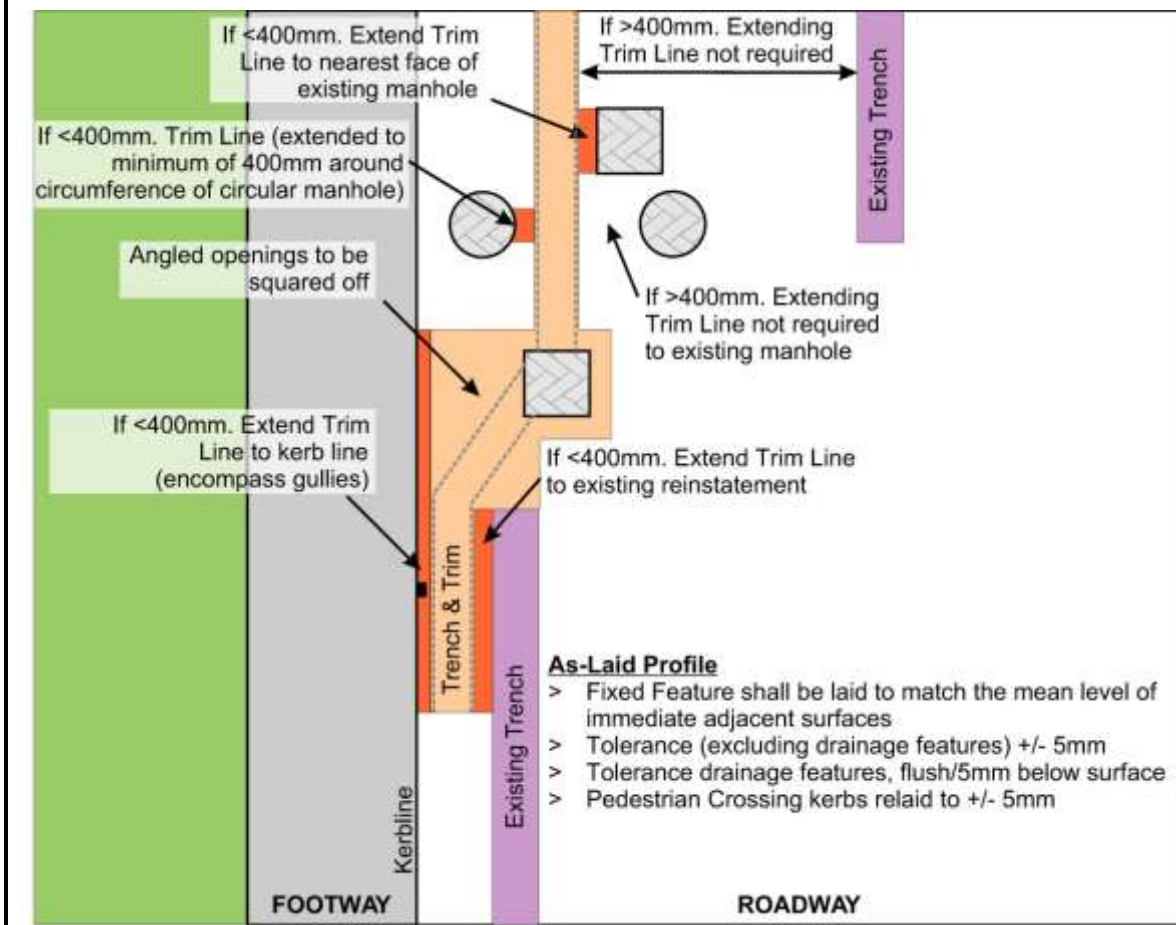 If <400mm. Extend Trim
Line to nearest face of
existing manhole
If >400mm. Extending
Trim Line not required
Existing Trench
If <400mm. Trim Line (extended to
minimum of 400mm around
circumference of circular manhole)
Angled openings to be
squared off
If >400mm. Extending
Trim Line not required
to existing manhole
If <400mm. Extend Trim
Line to kerb line
(encompass gullies)
If <400mm. Extend Trim Line
to existing reinstatement
Trench & Trim
Existing Trench
Kerbline
As-Laid Profile
> Fixed Feature shall be laid to match the mean level of
immediate adjacent surfaces
> Tolerance (excluding drainage features) +/- 5mm
> Tolerance drainage features, flush/5mm below surface
> Pedestrian Crossing kerbs relaid to +/- 5mm
FOOTWAY
ROADWAY